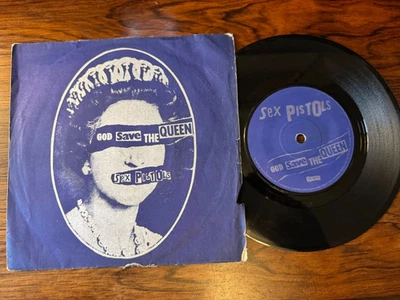 GOD Save THE QUEEN
SEX PISTOLS
Sex PISTOLS
GOD Save THE QUEEN